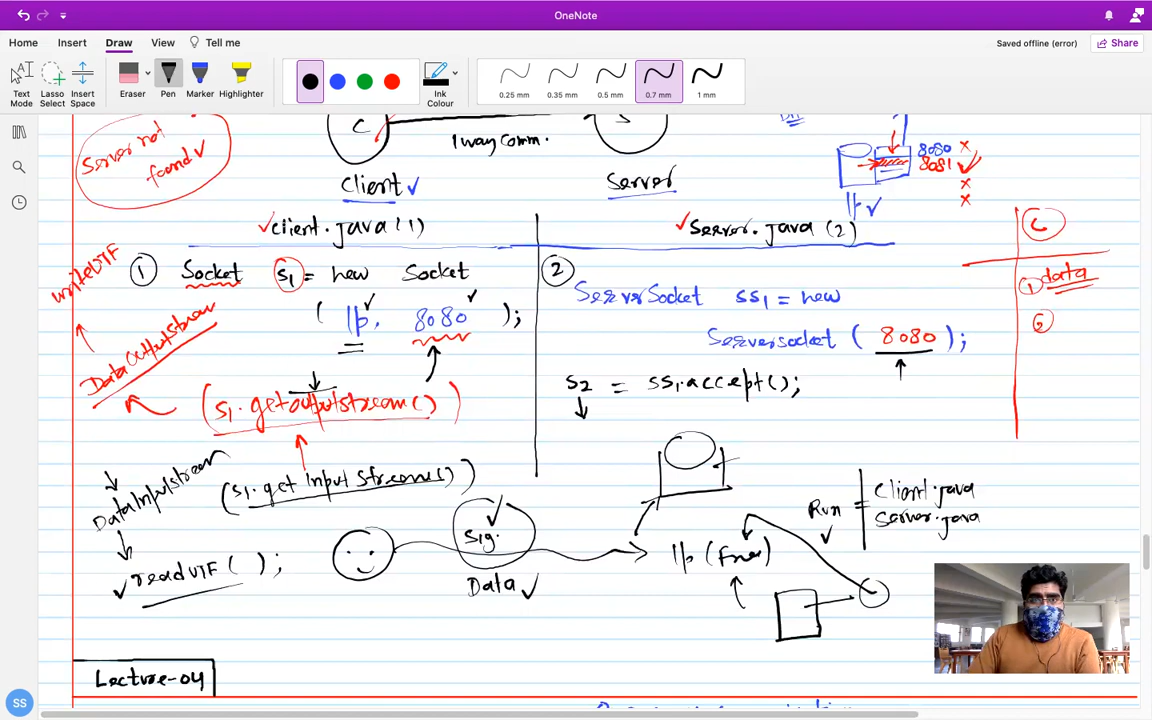 OneNote
Home Insert Draw View Tell me
Saved offline (error) Share
Text Mode
Lasso Select
Insert Space
Eraser
Pen
Marker
Highlighter
Ink Colour
0.25 mm
0.35 mm
0.5 mm
0.7 mm
1 mm
Server not
found
C
1way Comm.
S
8080
8081
Client
Server
Ip
client.java (1)
Server.java (2)
C
writeUTF
DataOutputStream
① Socket s1 = new Socket
( Ip, 8080 );
(s1.getoutputstream())
② ServerSocket ss1 = new
Serversocket ( 8080 );
s2 = ss1.accept();
① data
②
DataInputstream
(s1.get Input Stream())
readUTF ( );
Sig.
Data
Ip (Free)
Run = Client.java
Server.java
Lecture-04
SS